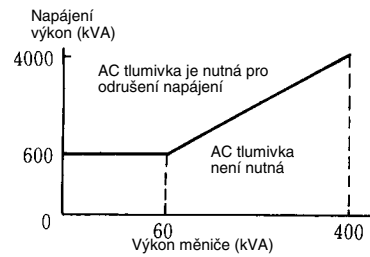 Napájení
výkon (kVA)
4000
AC tlumivka je nutná pro
odrušení napájení
600
AC tlumivka
není nutná
0
60
400
Výkon měniče (kVA)